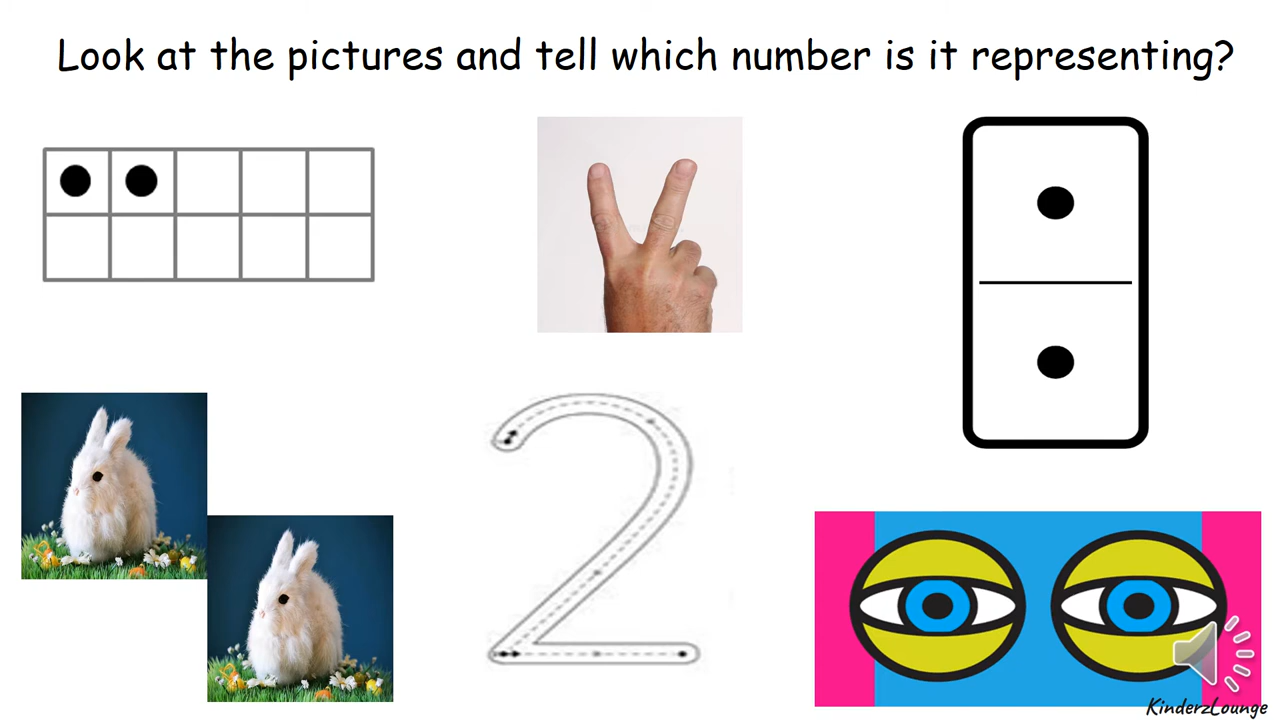 Look at the pictures and tell which number is it representing?
2
KinderzLounge